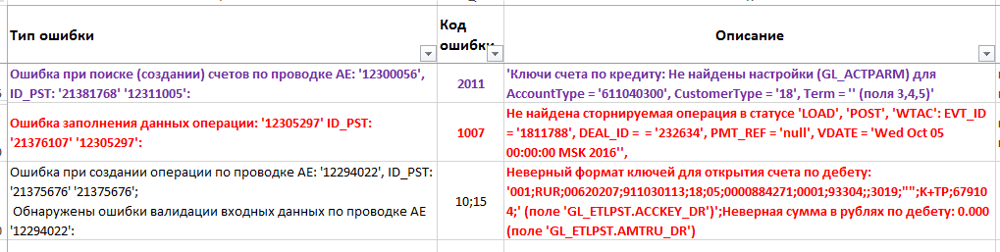 Тип ошибки
Код
ошибки
Описание
Ошибка при поиске (создании) счетов по проводке АЕ: '12300056',
ID_PST: '21381768' '12311005':
2011
'Ключи счета по кредиту: Не найдены настройки (GL_ACTPARM) для
AccountType = '611040300', CustomerType = '18', Term = '' (поля 3,4,5)'
Ошибка заполнения данных операции: '12305297' ID_PST:
'21376107' '12305297':
1007
Не найдена сторнируемая операция в статусе 'LOAD', 'POST', 'WTAC': EVT_ID
= '1811788', DEAL_ID =  = '232634', PMT_REF = 'null', VDATE = 'Wed Oct 05
00:00:00 MSK 2016'',
Ошибка при создании операции по проводке АЕ: '12294022', ID_PST:
'21375676' '21375676';
Обнаружены ошибки валидации входных данных по проводке АЕ
'12294022':
10;15
Неверный формат ключей для открытия счета по дебету:
'001;RUR;00620207;911030113;18;05;0000884271;0001;93304;;3019;"";K+TP;67910
4;' (поле 'GL_ETLPST.ACCKEY_DR')';Неверная сумма в рублях по дебету: 0.000
(поле 'GL_ETLPST.AMTRU_DR')